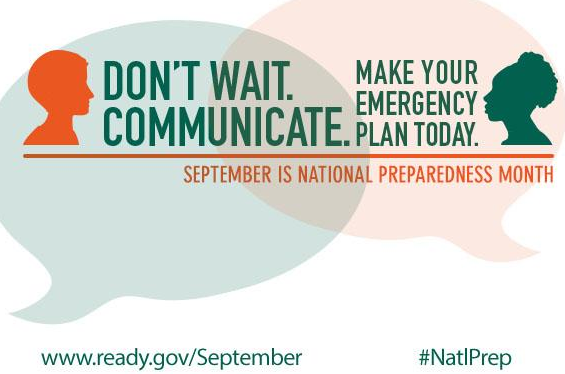 DON'T WAIT.
COMMUNICATE.
MAKE YOUR
EMERGENCY
PLAN TODAY.
SEPTEMBER IS NATIONAL PREPAREDNESS MONTH
www.ready.gov/September
#NatlPrep